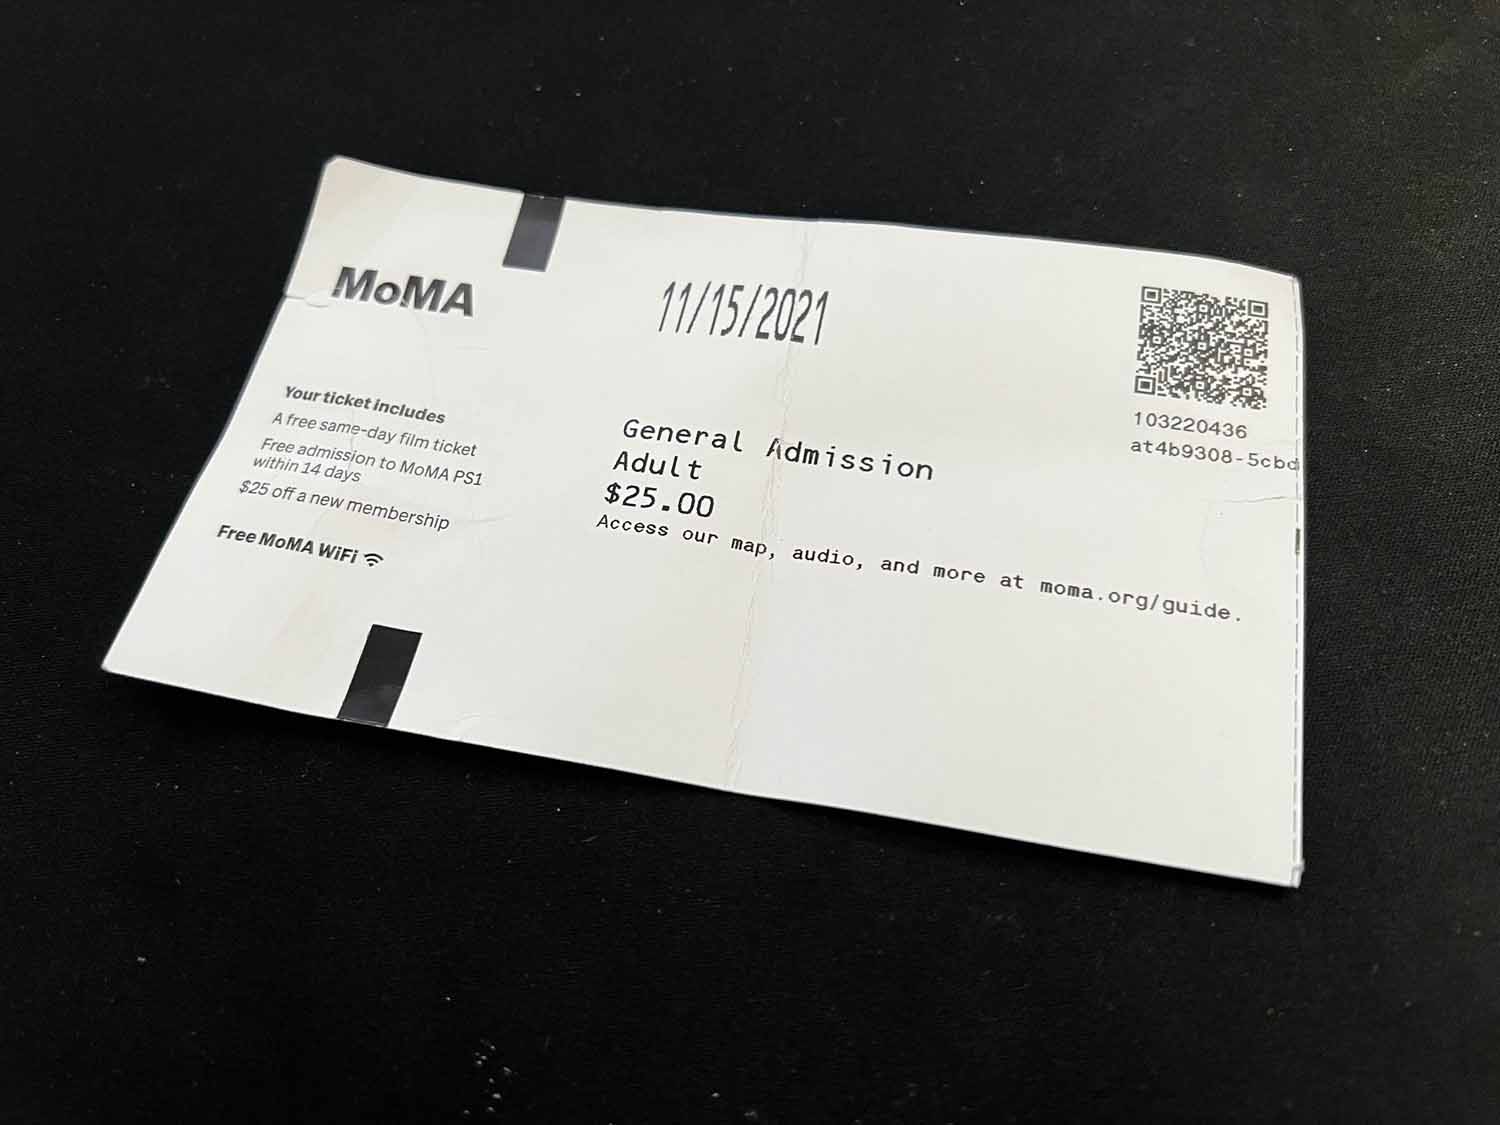 MoMA
Your ticket includes
A free same-day film ticket
Free admission to MoMA PS1
within 14 days
$25 off a new membership
Free MoMA WiFi
11/15/2021
General Admission
Adult
$25.00
Access our map, audio, and more at moma.org/guide.
103220436
at4b9308-5cbd